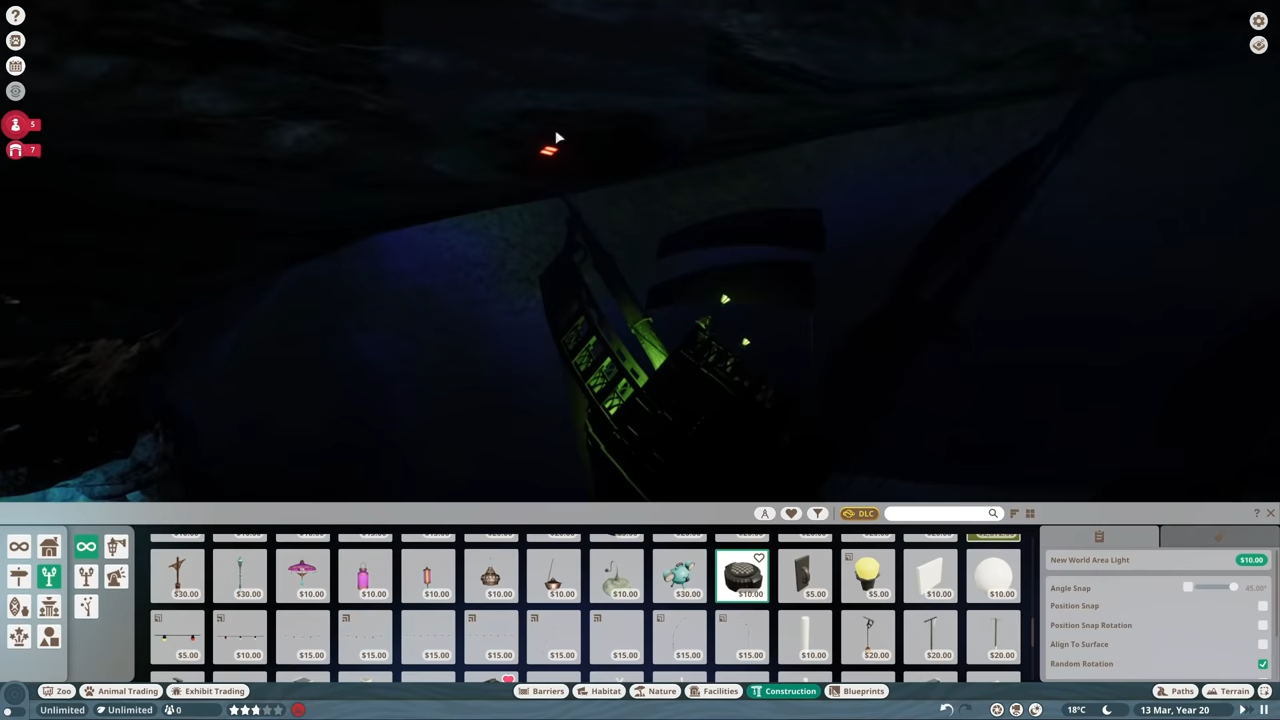 ?
5
7
A
DLC
?
$30.00 $30.00 $10.00 $10.00 $10.00 $10.00 $10.00 $10.00 $30.00 $10.00 $5.00 $5.00 $10.00 $10.00
New World Area Light $10.00
Angle Snap 45.00°
Position Snap
Position Snap Rotation
Align To Surface
Random Rotation
$5.00 $10.00 $15.00 $15.00 $15.00 $15.00 $15.00 $15.00 $15.00 $15.00 $10.00 $20.00 $20.00 $20.00
Zoo Animal Trading Exhibit Trading Barriers Habitat Nature Facilities Construction Blueprints Paths Terrain
Unlimited Unlimited 0 18°C 13 Mar, Year 20